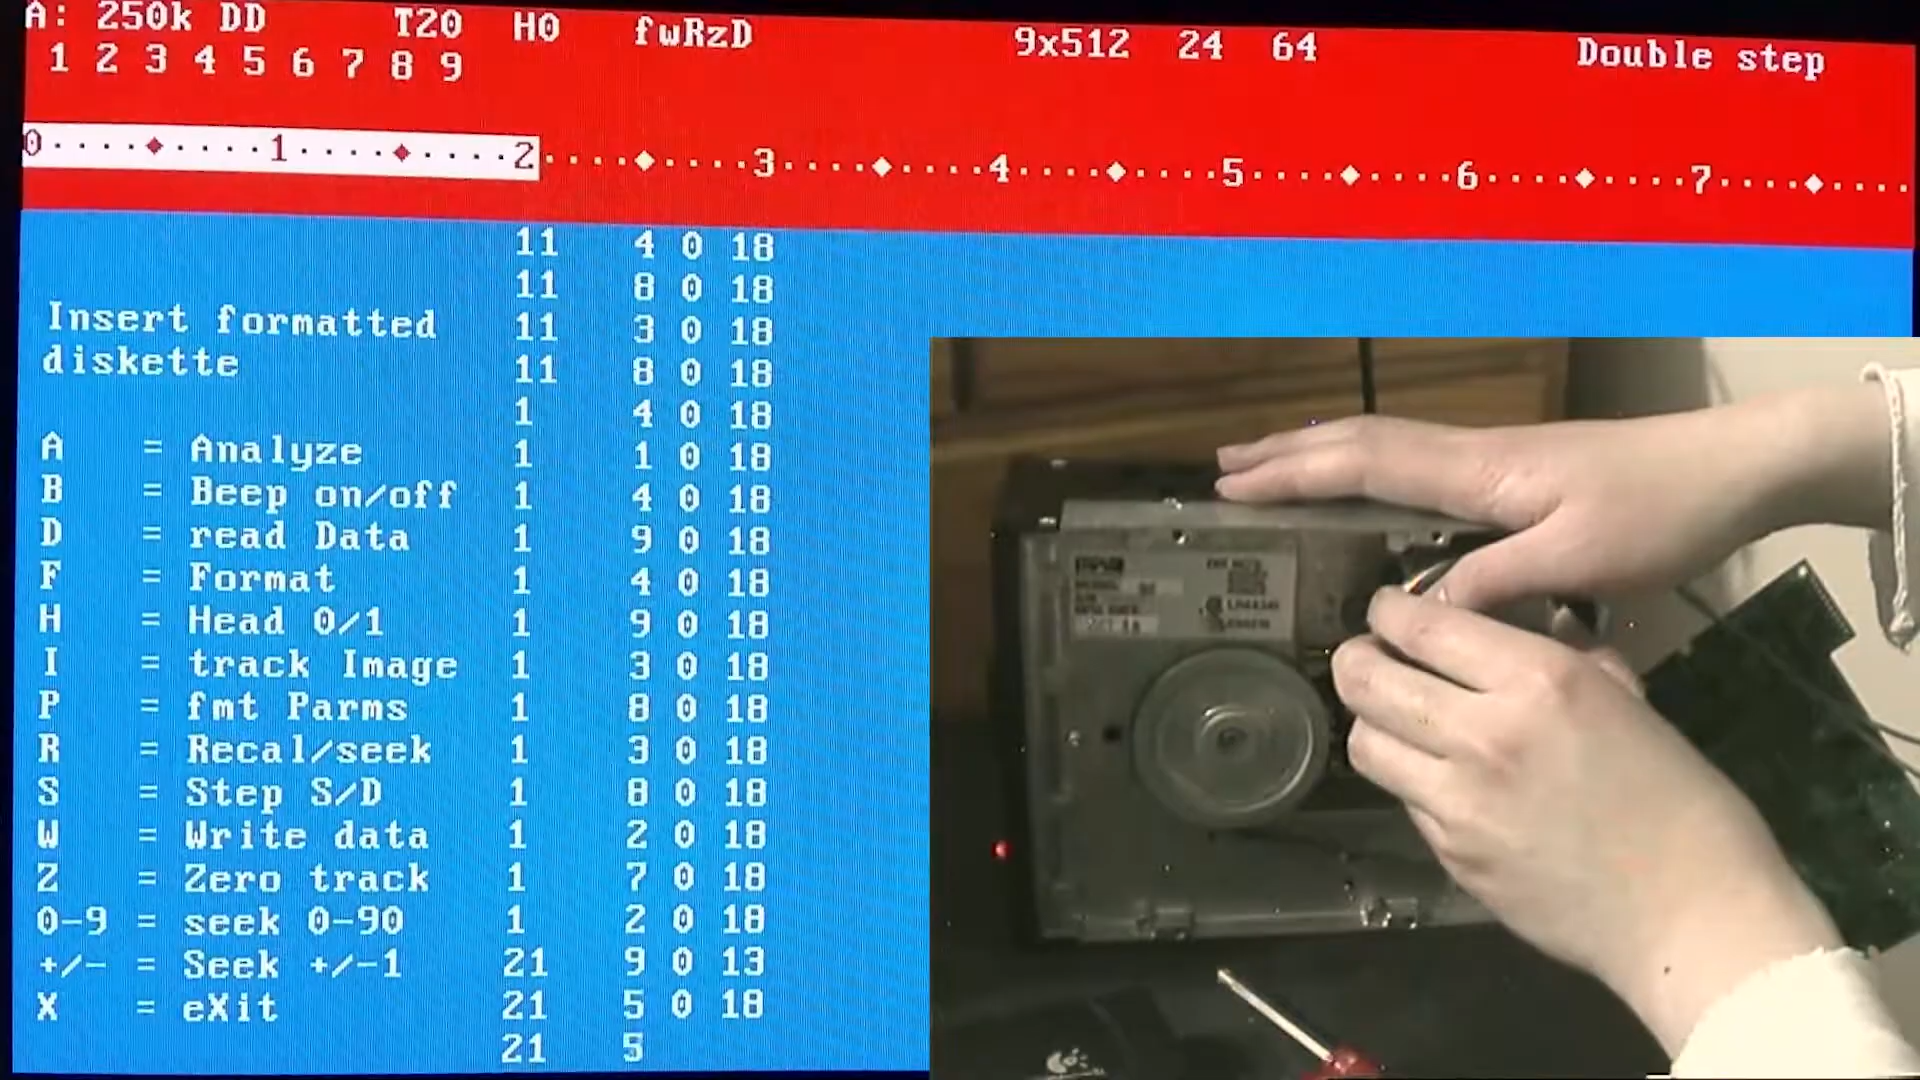 A: 250k DD T20 H0 fwRzD 9x512 24 64 Double step
1 2 3 4 5 6 7 8 9
0····♦····1····♦····2····♦····3····♦····4····♦····5····♦····6····♦····7····♦····
11 4 0 18
11 8 0 18
Insert formatted 11 3 0 18
diskette 11 8 0 18
1 4 0 18
A = Analyze 1 1 0 18
B = Beep on/off 1 4 0 18
D = read Data 1 9 0 18
F = Format 1 4 0 18
H = Head 0/1 1 9 0 18
I = track Image 1 3 0 18
P = fmt Parms 1 8 0 18
R = Recal/seek 1 3 0 18
S = Step S/D 1 8 0 18
W = Write data 1 2 0 18
Z = Zero track 1 7 0 18
0-9 = seek 0-90 1 2 0 18
+/- = Seek +/-1 21 9 0 13
X = eXit 21 5 0 18
21 5